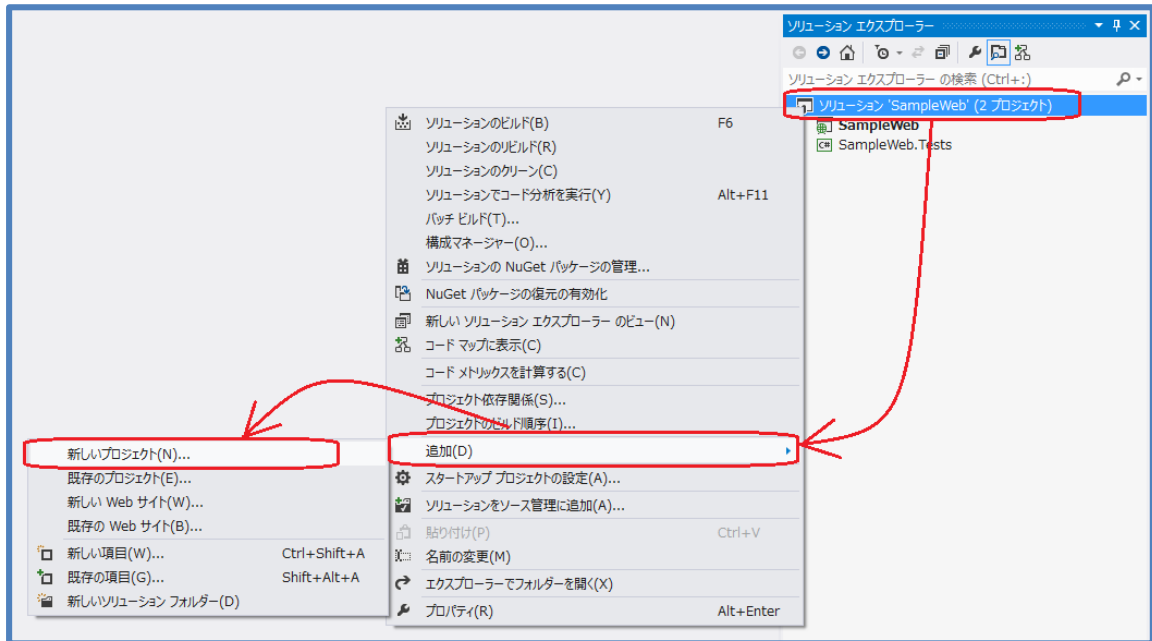 ソリューション エクスプローラー
ソリューション エクスプローラー の検索 (Ctrl+:)
ソリューション 'SampleWeb' (2 プロジェクト)
SampleWeb
SampleWeb.Tests
ソリューションのビルド(B) F6
ソリューションのリビルド(R)
ソリューションのクリーン(C)
ソリューションでコード分析を実行(Y) Alt+F11
バッチ ビルド(T)...
構成マネージャー(O)...
ソリューションの NuGet パッケージの管理...
NuGet パッケージの復元の有効化
新しい ソリューション エクスプローラー のビュー(N)
コード マップに表示(C)
コード メトリックスを計算する(C)
プロジェクト依存関係(S)...
プロジェクトのビルド順序(I)...
追加(D)
スタートアップ プロジェクトの設定(A)...
ソリューションをソース管理に追加(A)...
貼り付け(P) Ctrl+V
名前の変更(M)
エクスプローラーでフォルダーを開く(X)
プロパティ(R) Alt+Enter
新しいプロジェクト(N)...
既存のプロジェクト(E)...
新しい Web サイト(W)...
既存の Web サイト(B)...
新しい項目(W)... Ctrl+Shift+A
既存の項目(G)... Shift+Alt+A
新しいソリューション フォルダー(D)